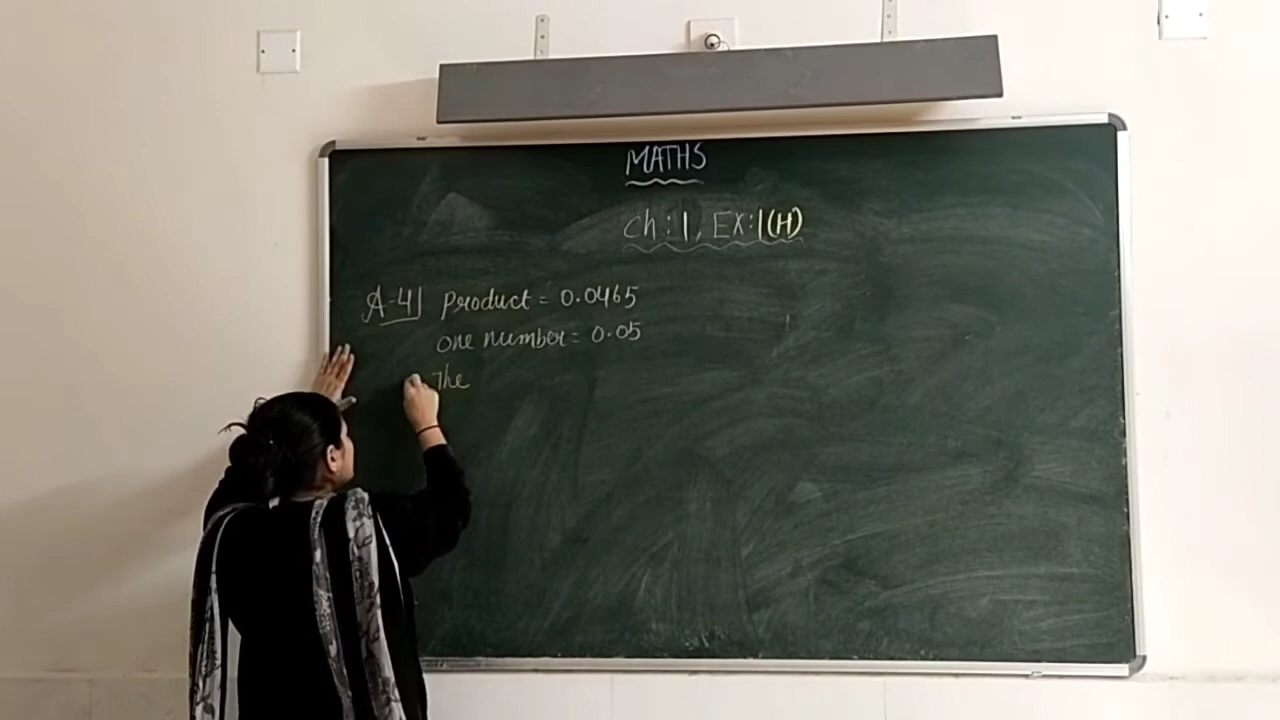 MATHS
Ch:1, EX:1(H)
A-4] product = 0.0465
one number = 0.05
The